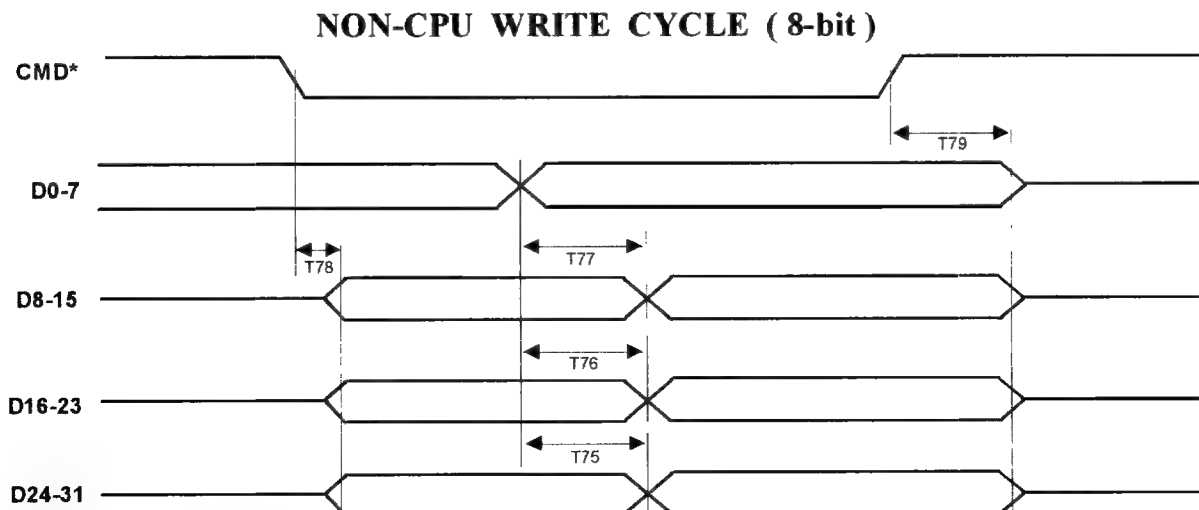 NON-CPU WRITE CYCLE ( 8-bit )
CMD*
T79
D0-7
T77
T78
D8-15
T76
D16-23
T75
D24-31